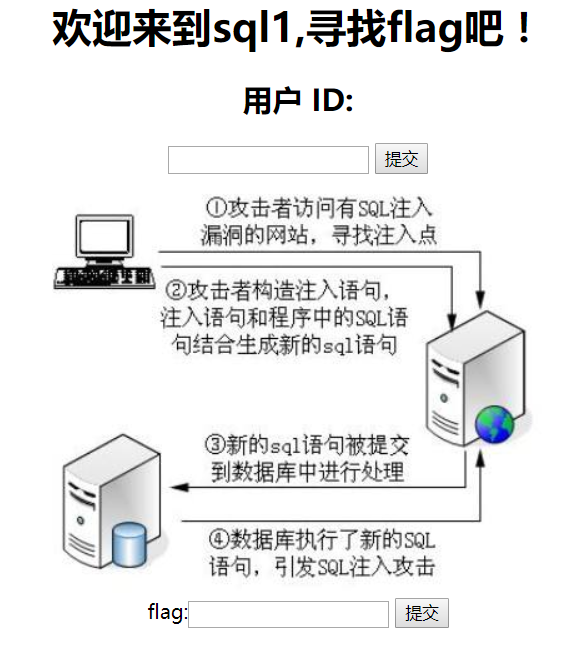 欢迎来到sql1,寻找flag吧！
用户 ID:
提交
①攻击者访问有SQL注入
漏洞的网站，寻找注入点
②攻击者构造注入语句，
注入语句和程序中的SQL语
句结合生成新的sql语句
③新的sql语句被提交
到数据库中进行处理
④数据库执行了新的SQL
语句，引发SQL注入攻击
flag: 提交